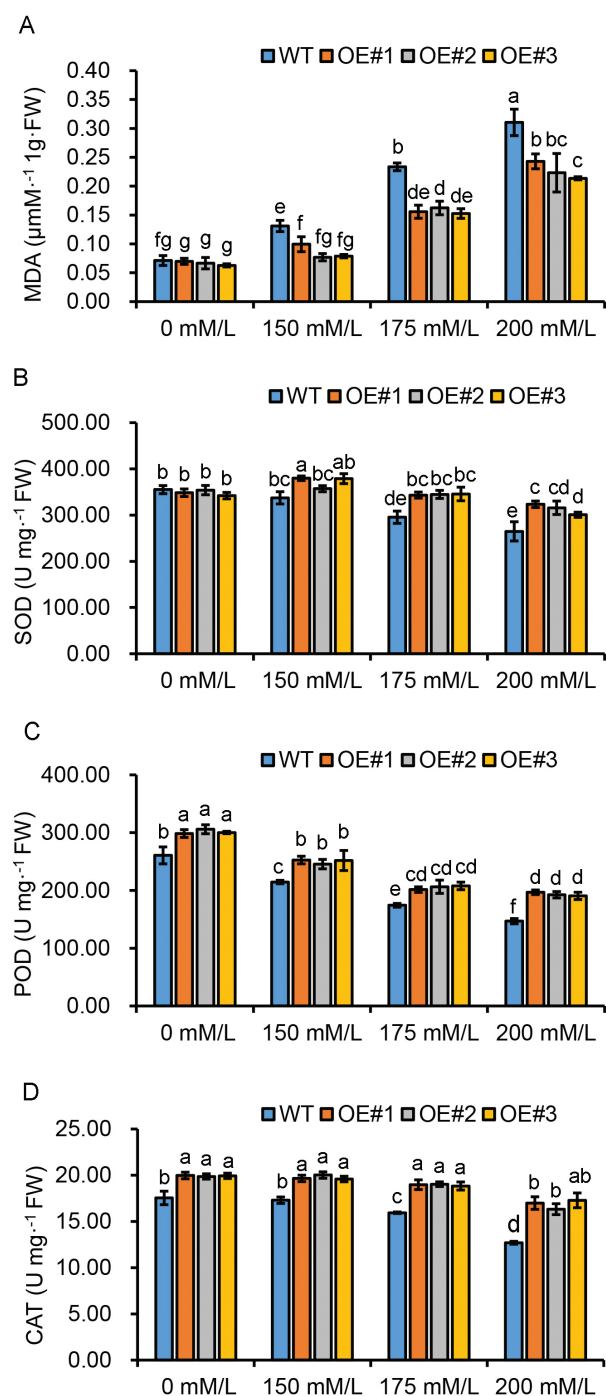 A
WT OE#1 OE#2 OE#3
MDA (µmM·⁻¹ 1g·FW)
0.40
0.35
0.30
0.25
0.20
0.15
0.10
0.05
0.00
fg g g g
e f fg fg
b de d de
a b bc c
0 mM/L 150 mM/L 175 mM/L 200 mM/L
B
WT OE#1 OE#2 OE#3
SOD (U mg·⁻¹ FW)
500.00
400.00
300.00
200.00
100.00
0.00
b b b b
bc a bc ab
de bc bc bc
e c cd d
0 mM/L 150 mM/L 175 mM/L 200 mM/L
C
WT OE#1 OE#2 OE#3
POD (U mg·⁻¹ FW)
400.00
300.00
200.00
100.00
0.00
b a a a
c b b b
e cd cd cd
f d d d
0 mM/L 150 mM/L 175 mM/L 200 mM/L
D
WT OE#1 OE#2 OE#3
CAT (U mg·⁻¹ FW)
25.00
20.00
15.00
10.00
5.00
0.00
b a a a
b a a a
c a a a
d b b ab
0 mM/L 150 mM/L 175 mM/L 200 mM/L